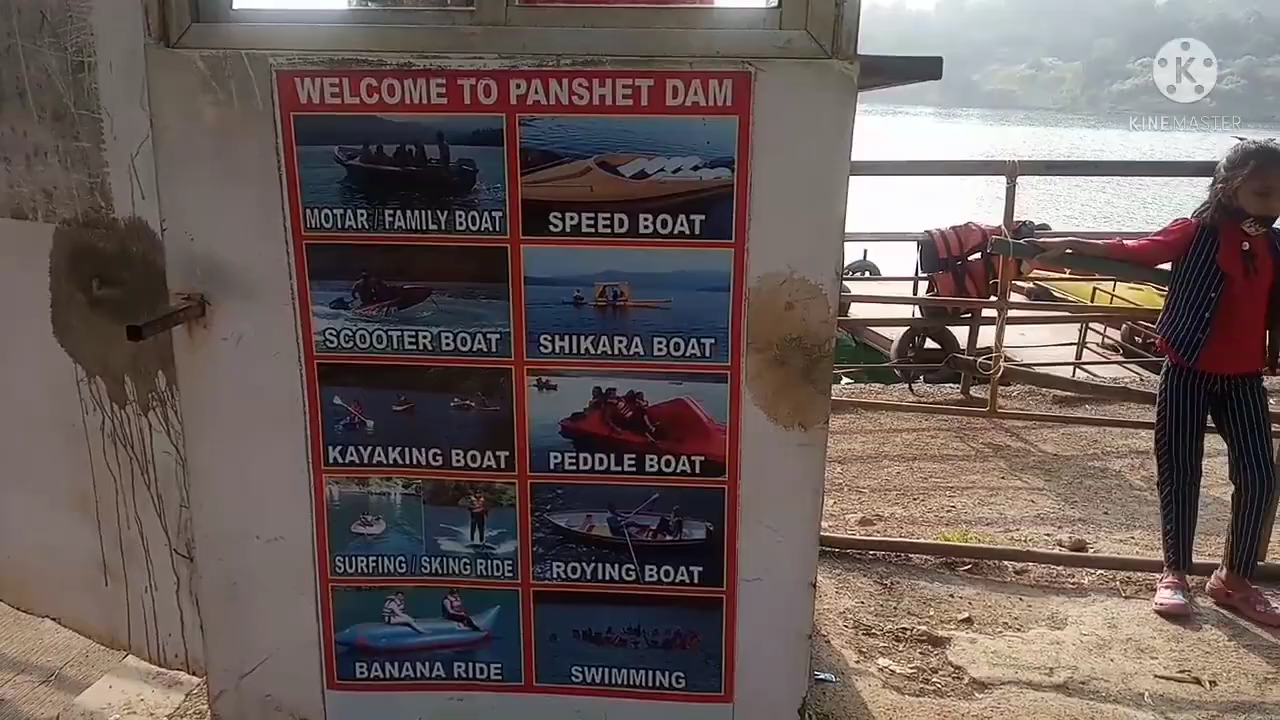 WELCOME TO PANSHET DAM
MOTAR / FAMILY BOAT
SPEED BOAT
SCOOTER BOAT
SHIKARA BOAT
KAYAKING BOAT
PEDDLE BOAT
SURFING / SKING RIDE
ROYING BOAT
BANANA RIDE
SWIMMING
K
KINEMASTER